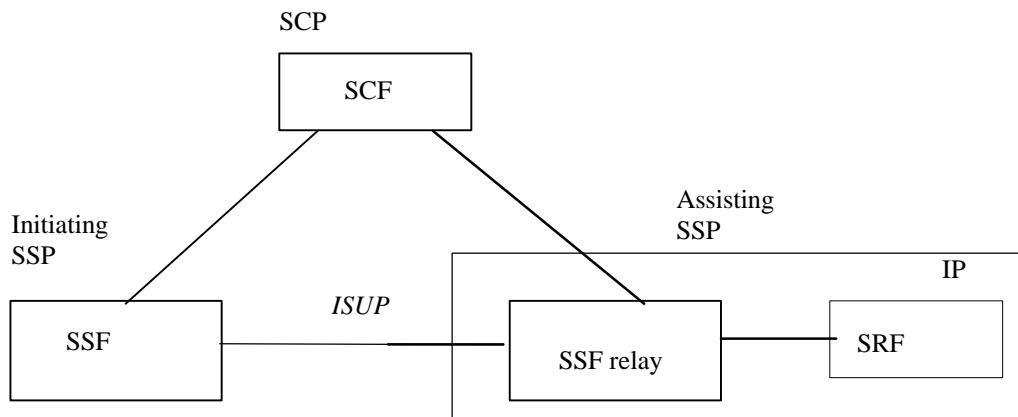 SCP
SCF
Initiating
SSP
Assisting
SSP
IP
ISUP
SSF
SSF relay
SRF